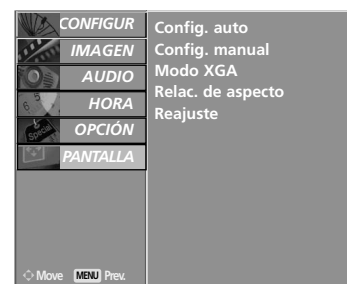 CONFIGUR
IMAGEN
AUDIO
HORA
OPCIÓN
PANTALLA
Config. auto
Config. manual
Modo XGA
Relac. de aspecto
Reajuste
Special
Move MENU Prev.